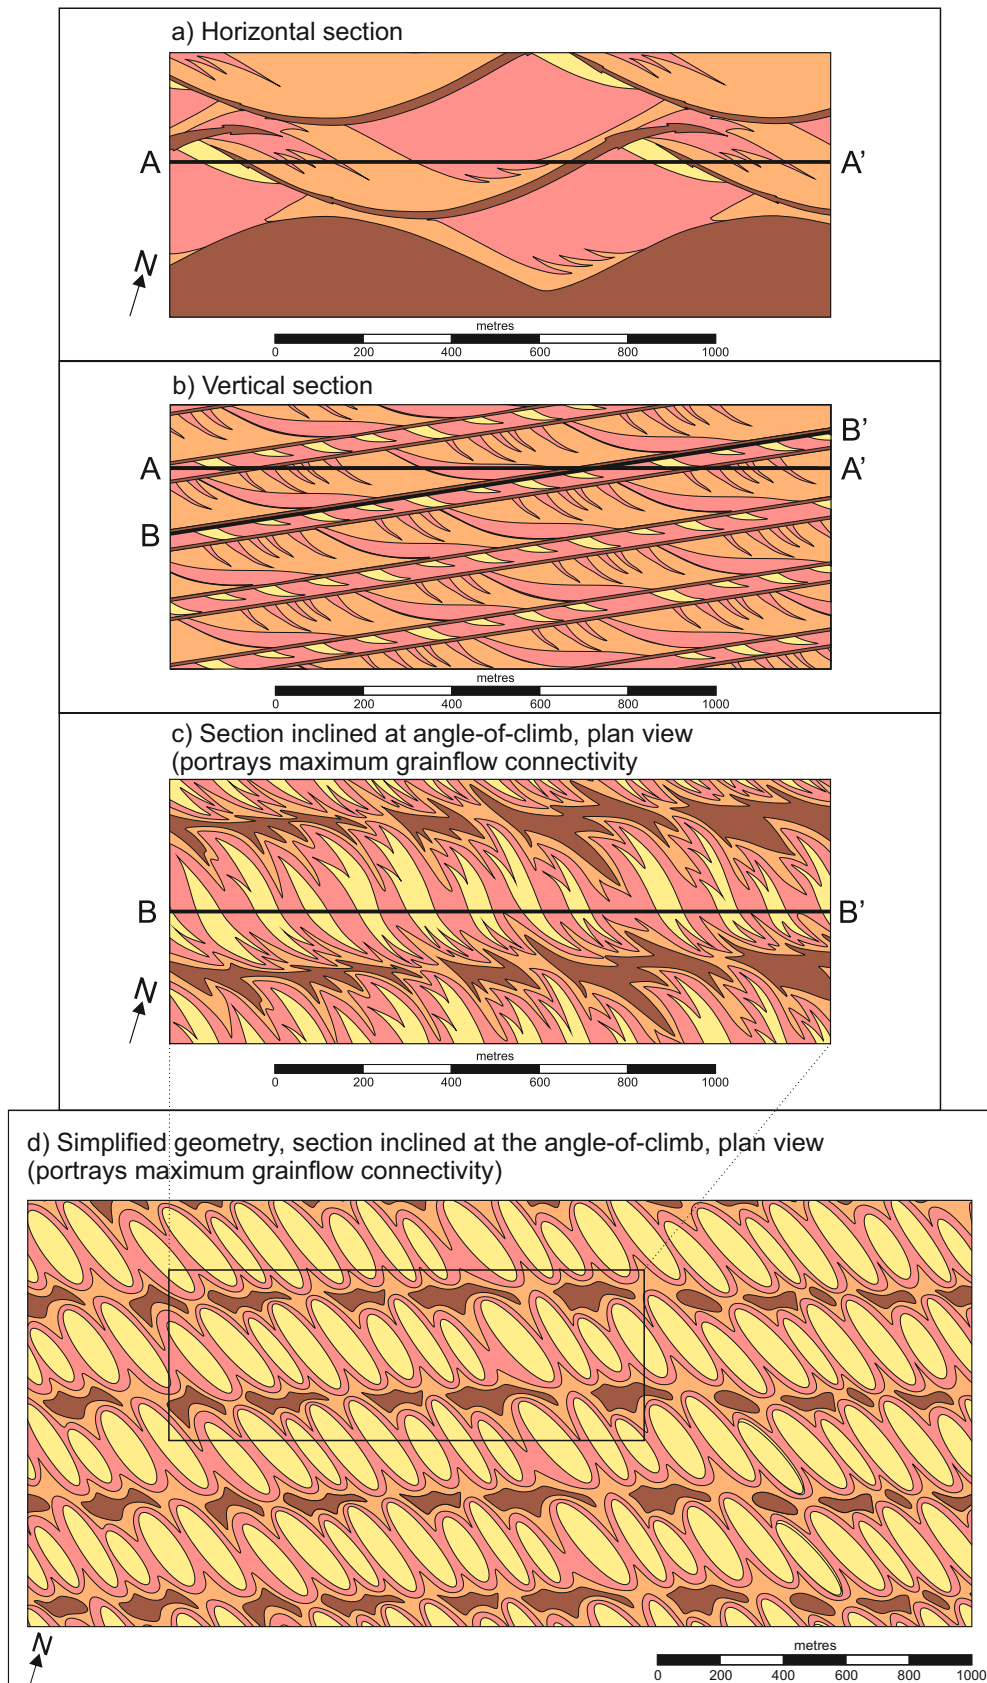 a) Horizontal section
A A'
N
metres
0 200 400 600 800 1000
b) Vertical section
B'
A A'
B
metres
0 200 400 600 800 1000
c) Section inclined at angle-of-climb, plan view
(portrays maximum grainflow connectivity
B B'
N
metres
0 200 400 600 800 1000
d) Simplified geometry, section inclined at the angle-of-climb, plan view
(portrays maximum grainflow connectivity)
N
metres
0 200 400 600 800 1000